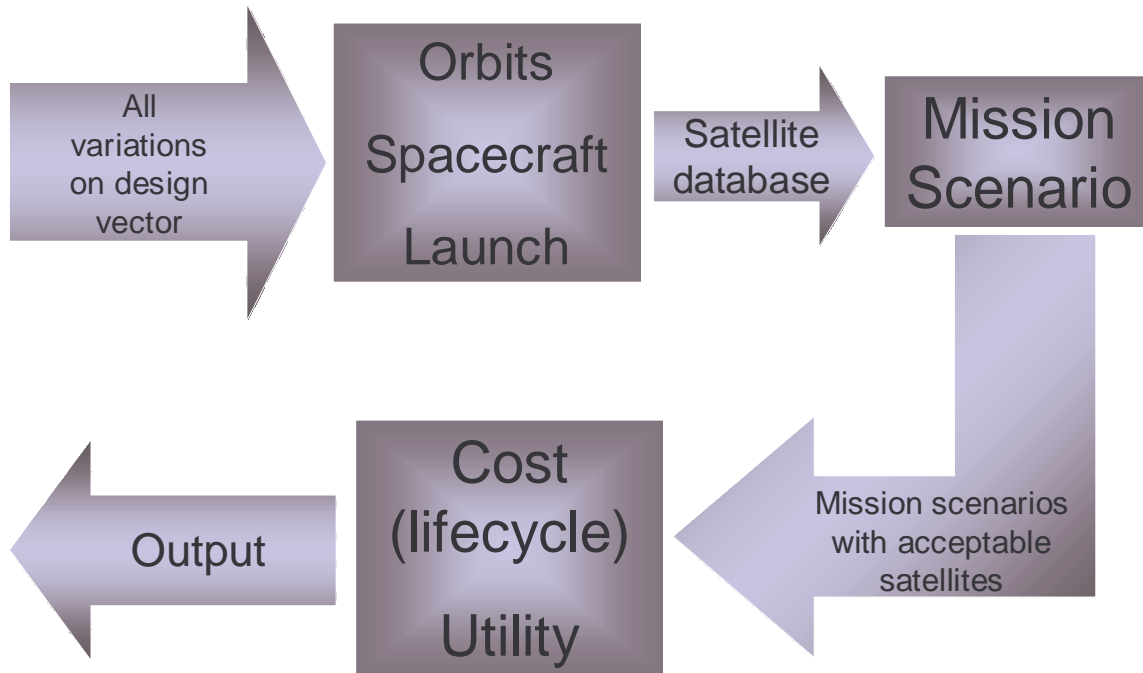 All
variations
on design
vector
Orbits
Spacecraft
Launch
Satellite
database
Mission
Scenario
Mission scenarios
with acceptable
satellites
Cost
(lifecycle)
Utility
Output